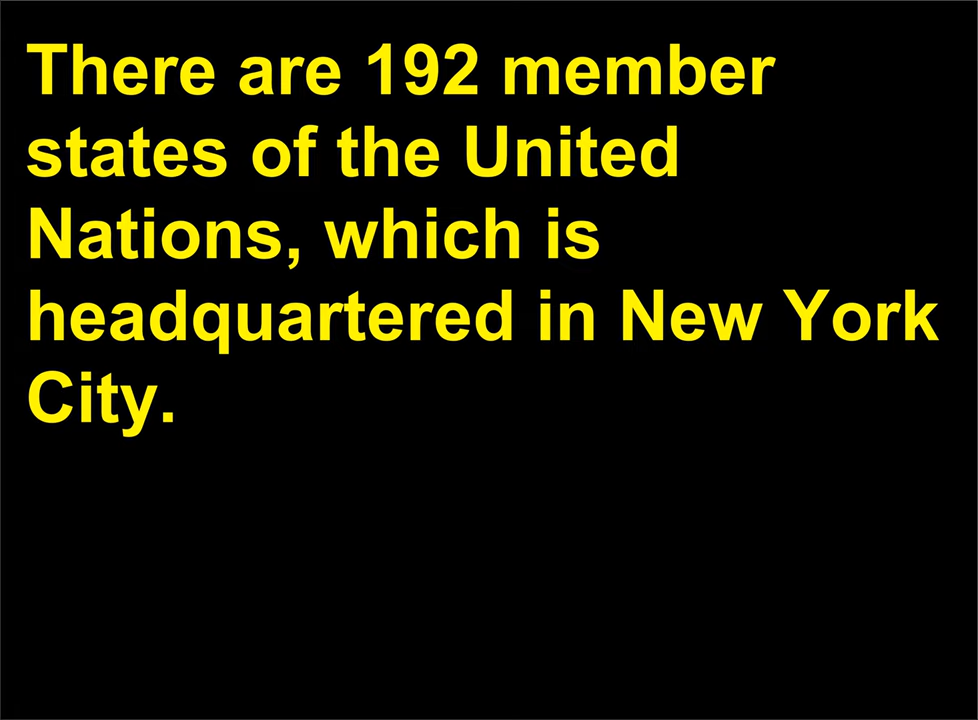 There are 192 member
states of the United
Nations, which is
headquartered in New York
City.